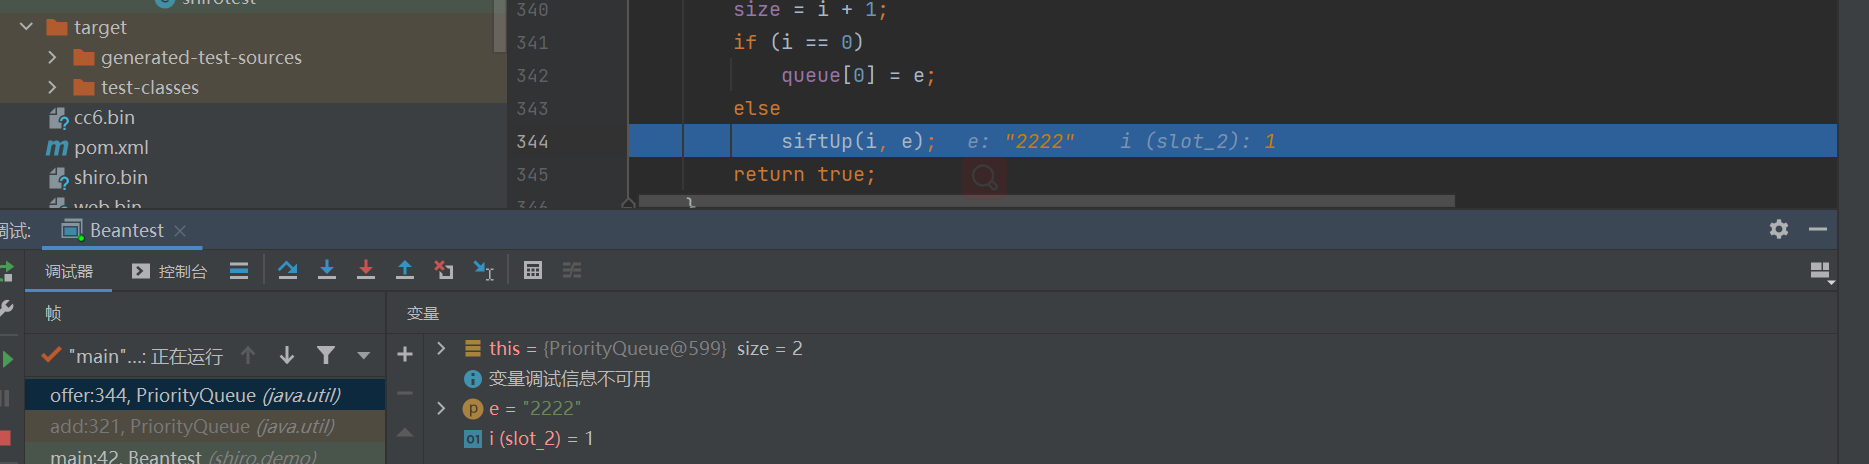 shirotest
target
generated-test-sources
test-classes
cc6.bin
pom.xml
shiro.bin
web.bin
340 size = i + 1;
341 if (i == 0)
342 queue[0] = e;
343 else
344 siftUp(i, e); e: "2222" i (slot_2): 1
345 return true;
346 }
调试: Beantest
调试器 控制台
帧 变量
"main"...: 正在运行
offer:344, PriorityQueue (java.util)
add:321, PriorityQueue (java.util)
main:42, Beantest (shiro.demo)
this = {PriorityQueue@599} size = 2
变量调试信息不可用
p e = "2222"
01 i (slot_2) = 1